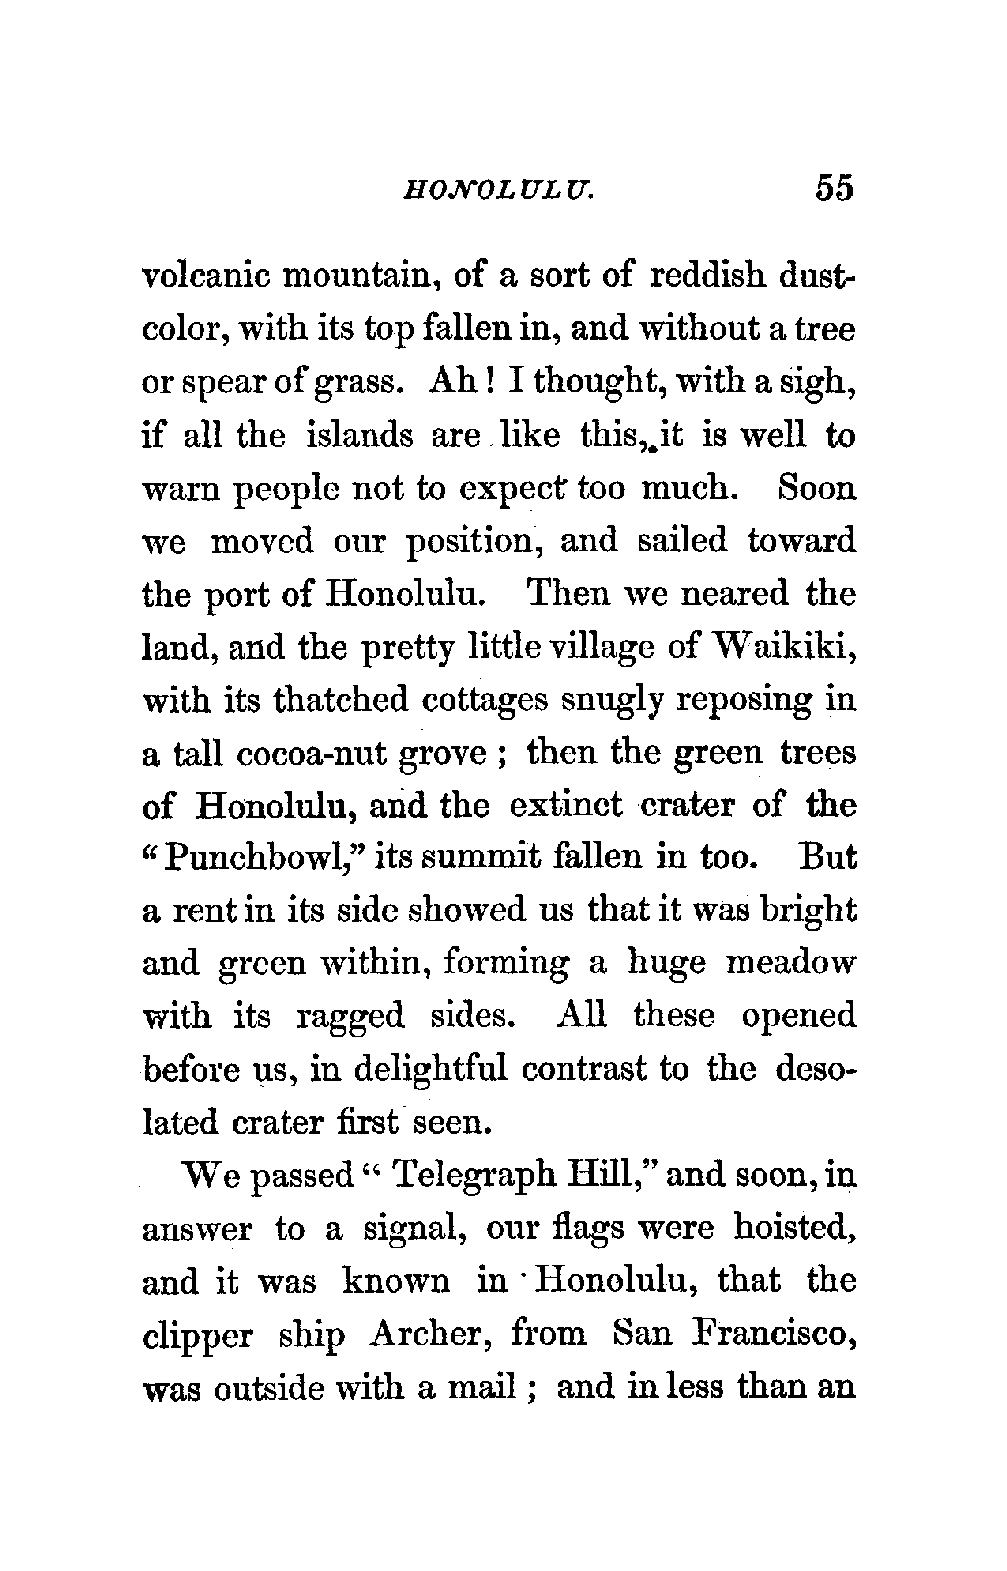 HONOLULU. 55
volcanic mountain, of a sort of reddish dust-
color, with its top fallen in, and without a tree
or spear of grass. Ah! I thought, with a sigh,
if all the islands are like this, it is well to
warn people not to expect too much. Soon
we moved our position, and sailed toward
the port of Honolulu. Then we neared the
land, and the pretty little village of Waikiki,
with its thatched cottages snugly reposing in
a tall cocoa-nut grove; then the green trees
of Honolulu, and the extinct crater of the
“Punchbowl,” its summit fallen in too. But
a rent in its side showed us that it was bright
and green within, forming a huge meadow
with its ragged sides. All these opened
before us, in delightful contrast to the deso-
lated crater first seen.
We passed “Telegraph Hill,” and soon, in
answer to a signal, our flags were hoisted,
and it was known in Honolulu, that the
clipper ship Archer, from San Francisco,
was outside with a mail; and in less than an